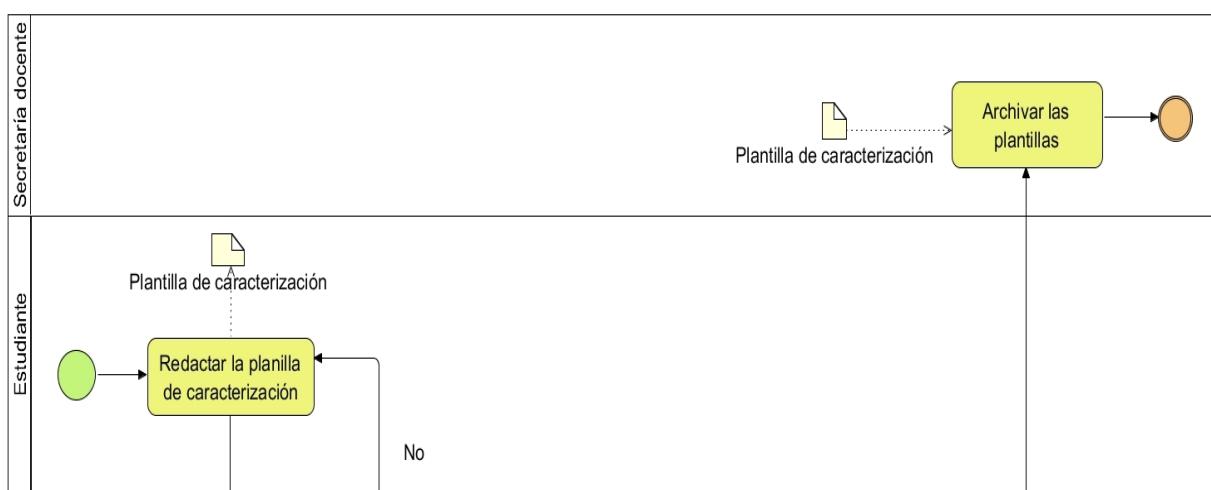 Secretaría docente
Archivar las
plantillas
Plantilla de caracterización
Estudiante
Plantilla de caracterización
Redactar la planilla
de caracterización
No